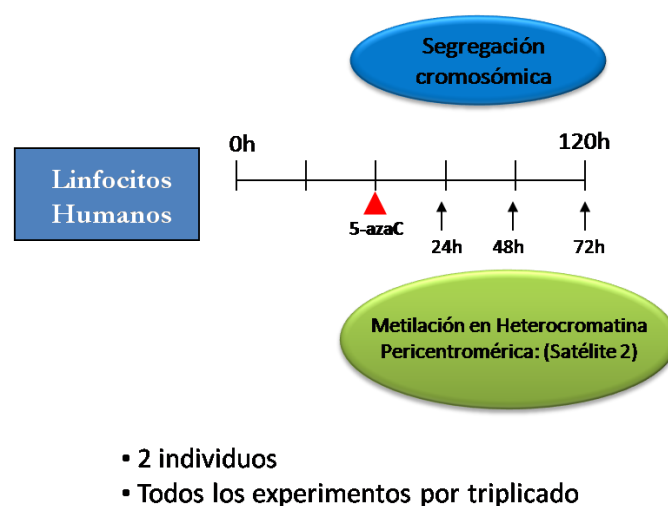 Segregación
cromosómica
0h
120h
Linfocitos
Humanos
5-azaC
24h
48h
72h
Metilación en Heterocromatina
Pericentromérica: (Satélite 2)
▪ 2 individuos
▪ Todos los experimentos por triplicado